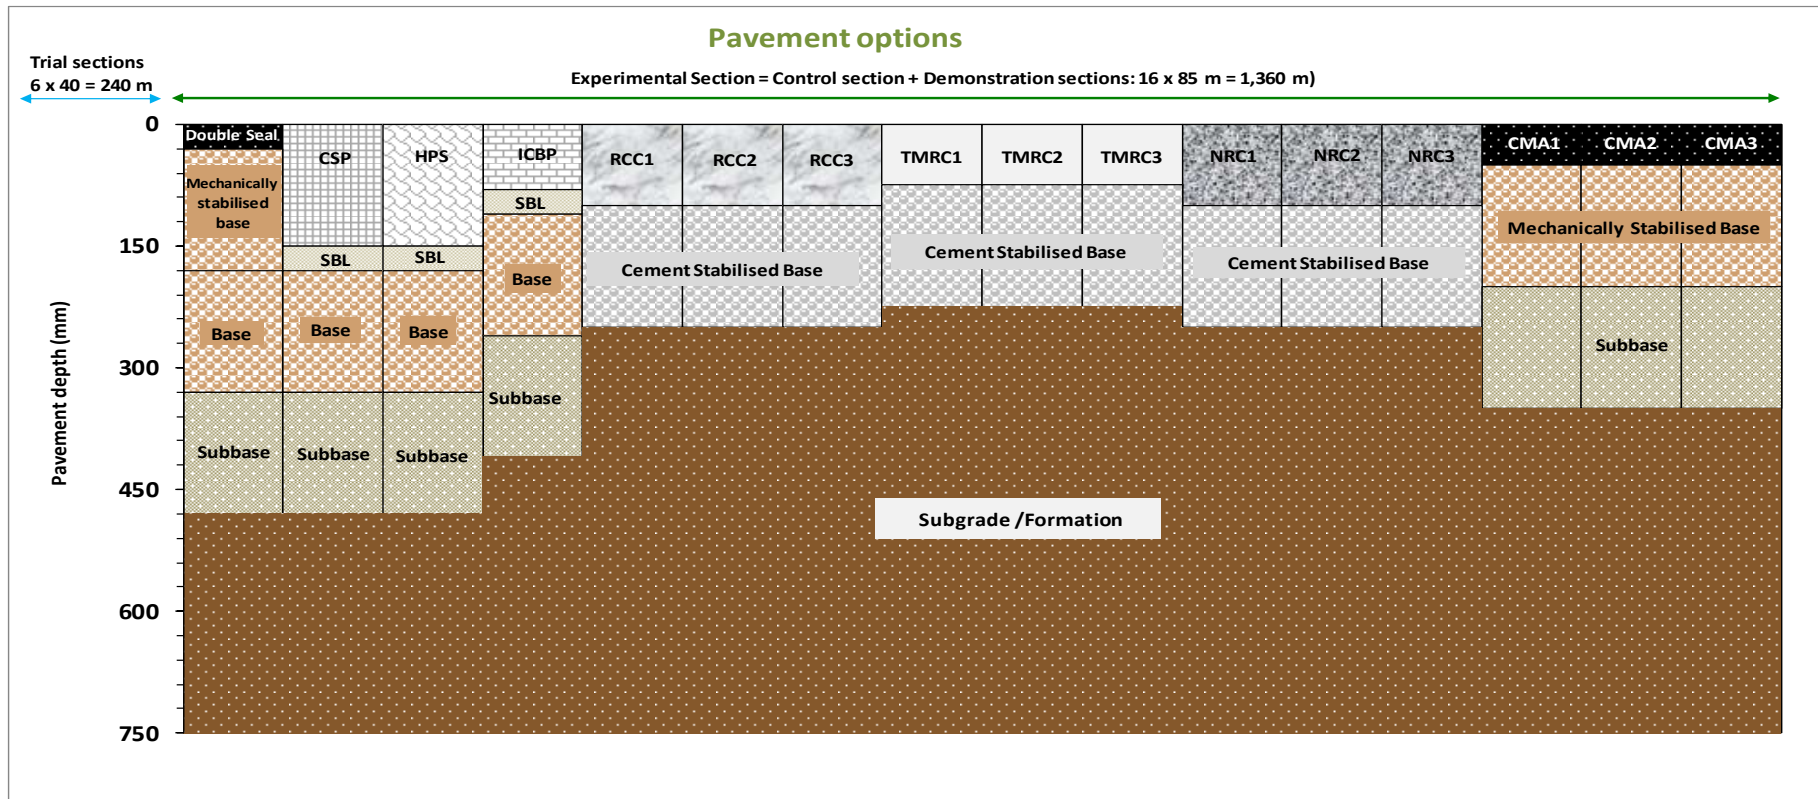 Pavement options
Trial sections
6 x 40 = 240 m
Experimental Section = Control section + Demonstration sections: 16 x 85 m = 1,360 m)
0
150
300
450
600
750
Pavement depth (mm)
Double Seal
Mechanically
stabilised
base
Base
Subbase
CSP
SBL
Base
Subbase
HPS
SBL
Base
Subbase
ICBP
SBL
Base
Subbase
RCC1
RCC2
RCC3
Cement Stabilised Base
TMRC1
TMRC2
TMRC3
Cement Stabilised Base
NRC1
NRC2
NRC3
Cement Stabilised Base
CMA1
CMA2
CMA3
Mechanically Stabilised Base
Subbase
Subgrade /Formation